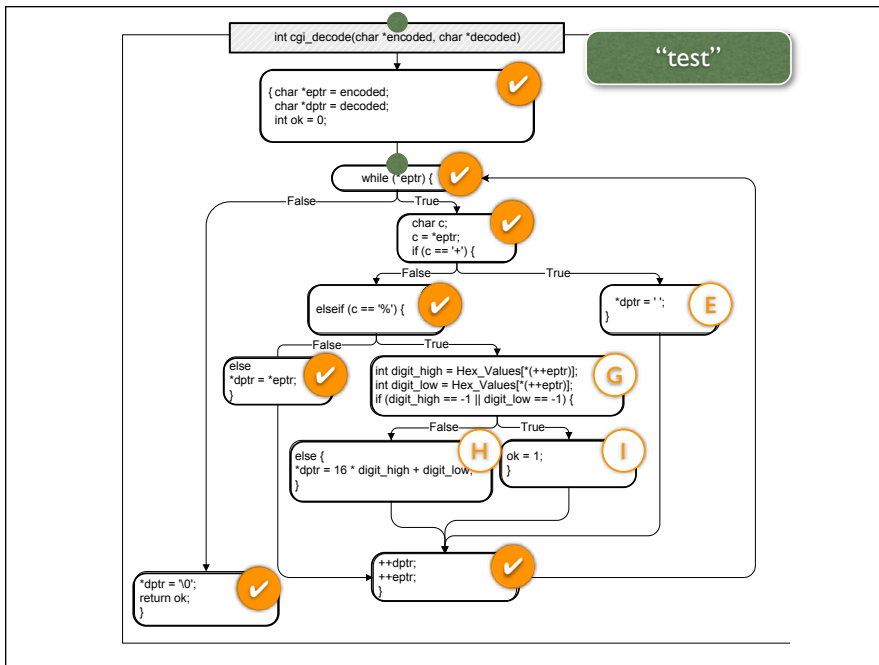 int cgi_decode(char *encoded, char *decoded)
“test”
{ char *eptr = encoded;
char *dptr = decoded;
int ok = 0;
while (*eptr) {
False
True
char c;
c = *eptr;
if (c == '+') {
False
True
elseif (c == '%') {
*dptr = ' ';
}
E
False
True
else
*dptr = *eptr;
}
int digit_high = Hex_Values[*(++eptr)];
int digit_low = Hex_Values[*(++eptr)];
if (digit_high == -1 || digit_low == -1) {
G
False
True
else {
*dptr = 16 * digit_high + digit_low;
}
H
ok = 1;
}
I
++dptr;
++eptr;
}
*dptr = '\0';
return ok;
}